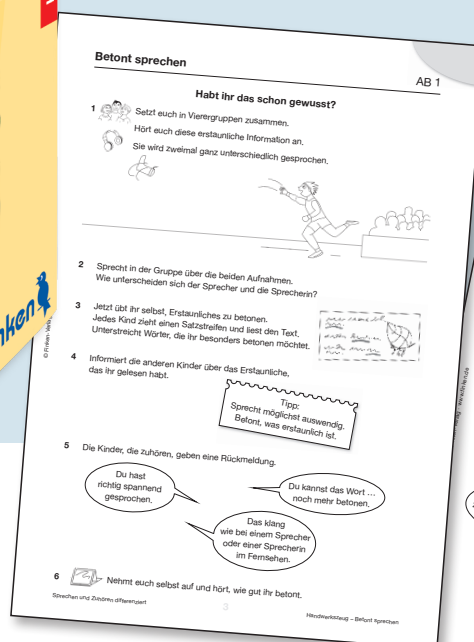 Betont sprechen
AB 1
Habt ihr das schon gewusst?
1 Setzt euch in Vierergruppen zusammen.
Hört euch diese erstaunliche Information an.
Sie wird zweimal ganz unterschiedlich gesprochen.
2 Sprecht in der Gruppe über die beiden Aufnahmen.
Wie unterscheiden sich der Sprecher und die Sprecherin?
3 Jetzt übt ihr selbst, Erstaunliches zu betonen.
Jedes Kind zieht einen Satzstreifen und liest den Text.
Unterstreicht Wörter, die ihr besonders betonen möchtet.
4 Informiert die anderen Kinder über das Erstaunliche,
das ihr gelesen habt.
Tipp:
Sprecht möglichst auswendig.
Betont, was erstaunlich ist.
5 Die Kinder, die zuhören, geben eine Rückmeldung.
Du hast
richtig spannend
gesprochen.
Du kannst das Wort ...
noch mehr betonen.
Das klang
wie bei einem Sprecher
oder einer Sprecherin
im Fernsehen.
6 Nehmt euch selbst auf und hört, wie gut ihr betont.
Sprechen und Zuhören differenziert
3
Handwerkszeug – Betont sprechen
© Finken-Verlag
www.finken.de